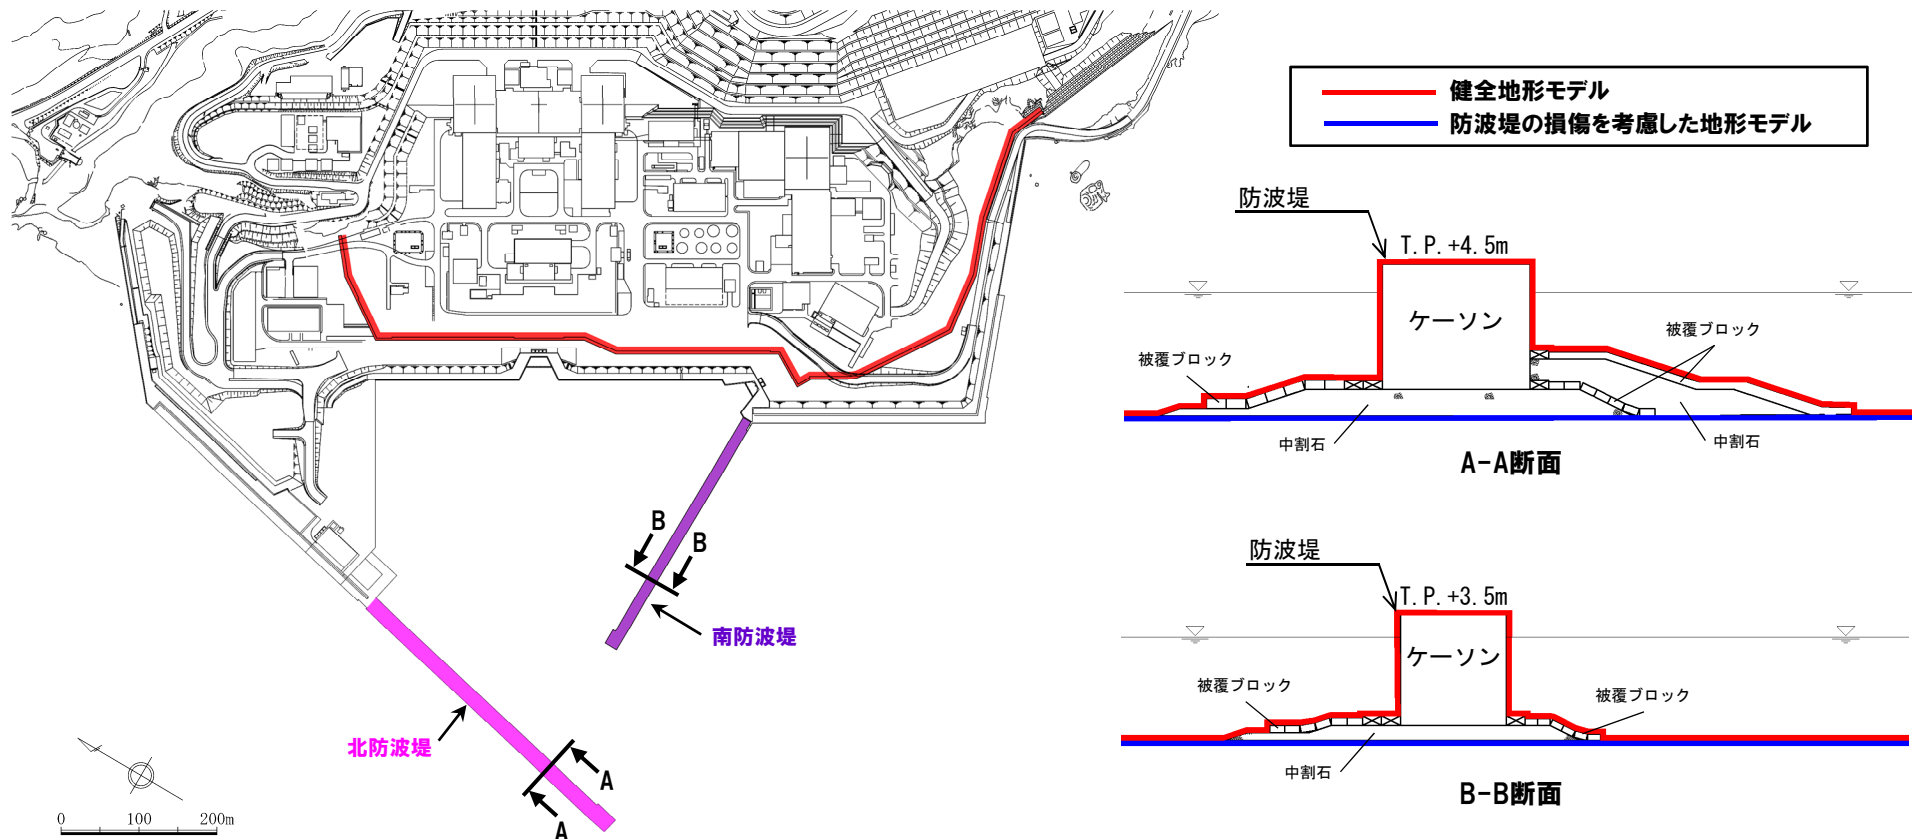 健全地形モデル
防波堤の損傷を考慮した地形モデル
防波堤
T.P.+4.5m
ケーソン
被覆ブロック
被覆ブロック
中割石
中割石
A-A断面
防波堤
T.P.+3.5m
ケーソン
被覆ブロック
被覆ブロック
中割石
B-B断面
B
B
南防波堤
北防波堤
A
A
0 100 200m